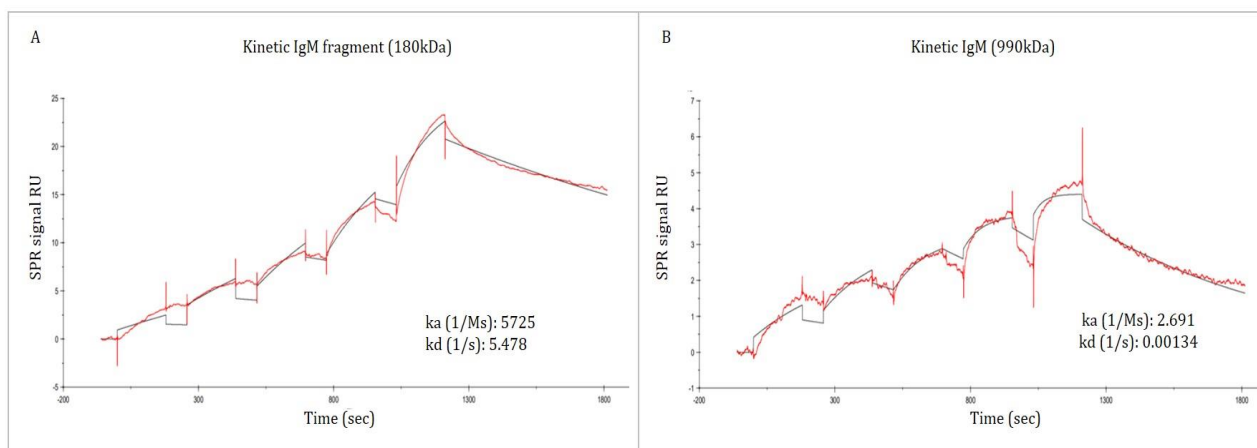 A
Kinetic IgM fragment (180kDa)
25
20
15
10
5
0
-5
-200
300
800
1300
1800
SPR signal RU
Time (sec)
ka (1/Ms): 5725
kd (1/s): 5.478
B
Kinetic IgM (990kDa)
7
6
5
4
3
2
1
0
-1
-200
300
800
1300
1800
SPR signal RU
Time (sec)
ka (1/Ms): 2.691
kd (1/s): 0.00134